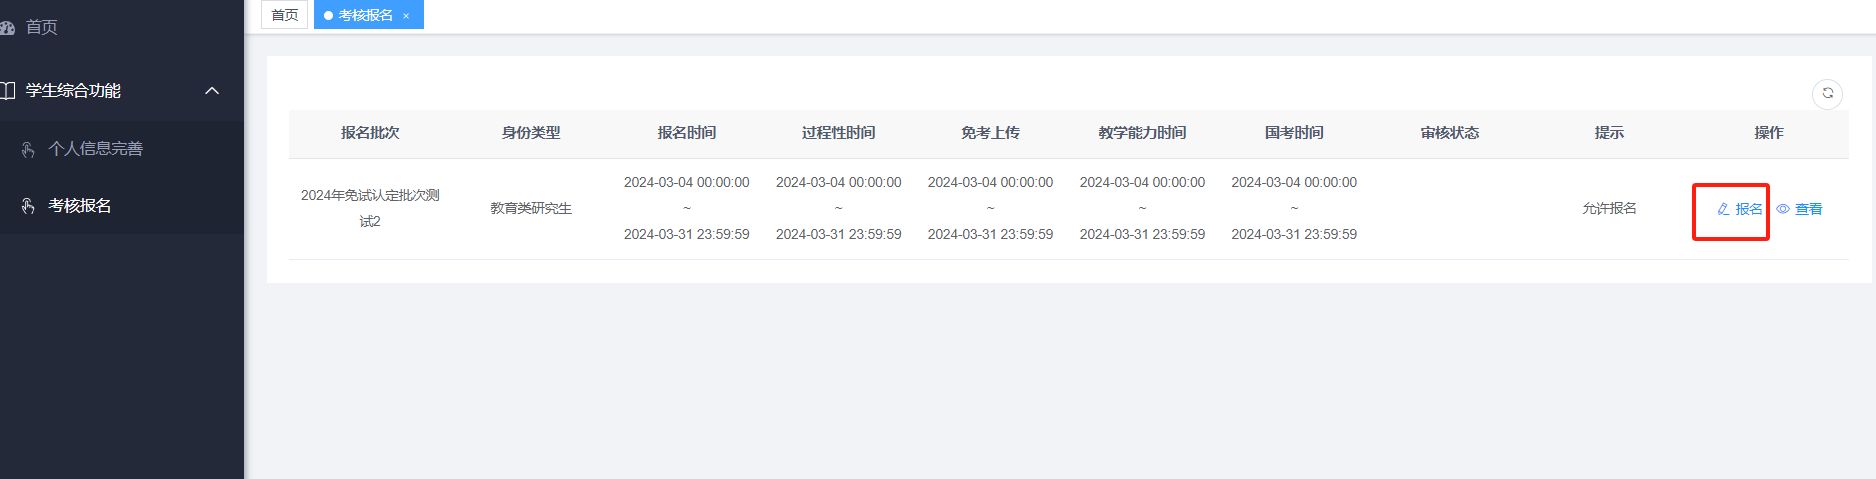 首页
学生综合功能
个人信息完善
考核报名
首页
考核报名 ×
报名批次 身份类型 报名时间 过程性时间 免考上传 教学能力时间 国考时间 审核状态 提示 操作
2024-03-04 00:00:00 2024-03-04 00:00:00 2024-03-04 00:00:00 2024-03-04 00:00:00 2024-03-04 00:00:00
2024年免试认定批次测
试2
教育类研究生 ~ ~ ~ ~ ~ 允许报名 报名 查看
2024-03-31 23:59:59 2024-03-31 23:59:59 2024-03-31 23:59:59 2024-03-31 23:59:59 2024-03-31 23:59:59